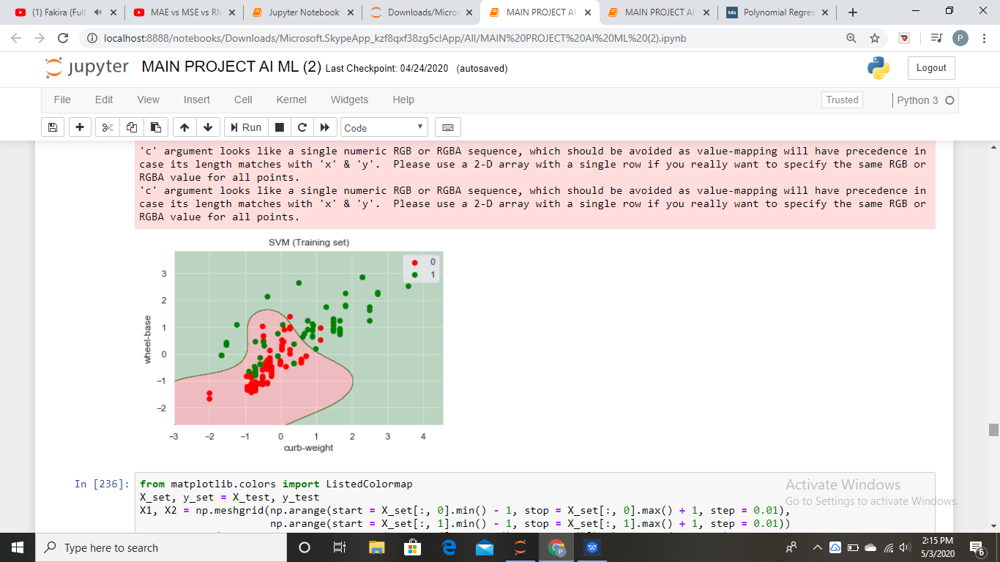 (1) Fakira (Full
MAE vs MSE vs RM
Jupyter Notebook
Downloads/Micros
MAIN PROJECT AI
MAIN PROJECT AI
tds
Polynomial Regres
localhost:8888/notebooks/Downloads/Microsoft.SkypeApp_kzf8qxf38zg5c!App/All/MAIN%20PROJECT%20AI%20ML%20(2).ipynb
P
jupyter MAIN PROJECT AI ML (2) Last Checkpoint: 04/24/2020 (autosaved)
Logout
File Edit View Insert Cell Kernel Widgets Help
Trusted
Python 3
Run
Code
'c' argument looks like a single numeric RGB or RGBA sequence, which should be avoided as value-mapping will have precedence in
case its length matches with 'x' & 'y'. Please use a 2-D array with a single row if you really want to specify the same RGB or
RGBA value for all points.
'c' argument looks like a single numeric RGB or RGBA sequence, which should be avoided as value-mapping will have precedence in
case its length matches with 'x' & 'y'. Please use a 2-D array with a single row if you really want to specify the same RGB or
RGBA value for all points.
SVM (Training set)
0
1
3
2
1
0
−1
−2
wheel-base
−3 −2 −1 0 1 2 3 4
curb-weight
In [236]:
from matplotlib.colors import ListedColormap
X_set, y_set = X_test, y_test
X1, X2 = np.meshgrid(np.arange(start = X_set[:, 0].min() - 1, stop = X_set[:, 0].max() + 1, step = 0.01),
np.arange(start = X_set[:, 1].min() - 1, stop = X_set[:, 1].max() + 1, step = 0.01))
Activate Windows
Go to Settings to activate Windows.
Type here to search
2:15 PM
5/3/2020
6